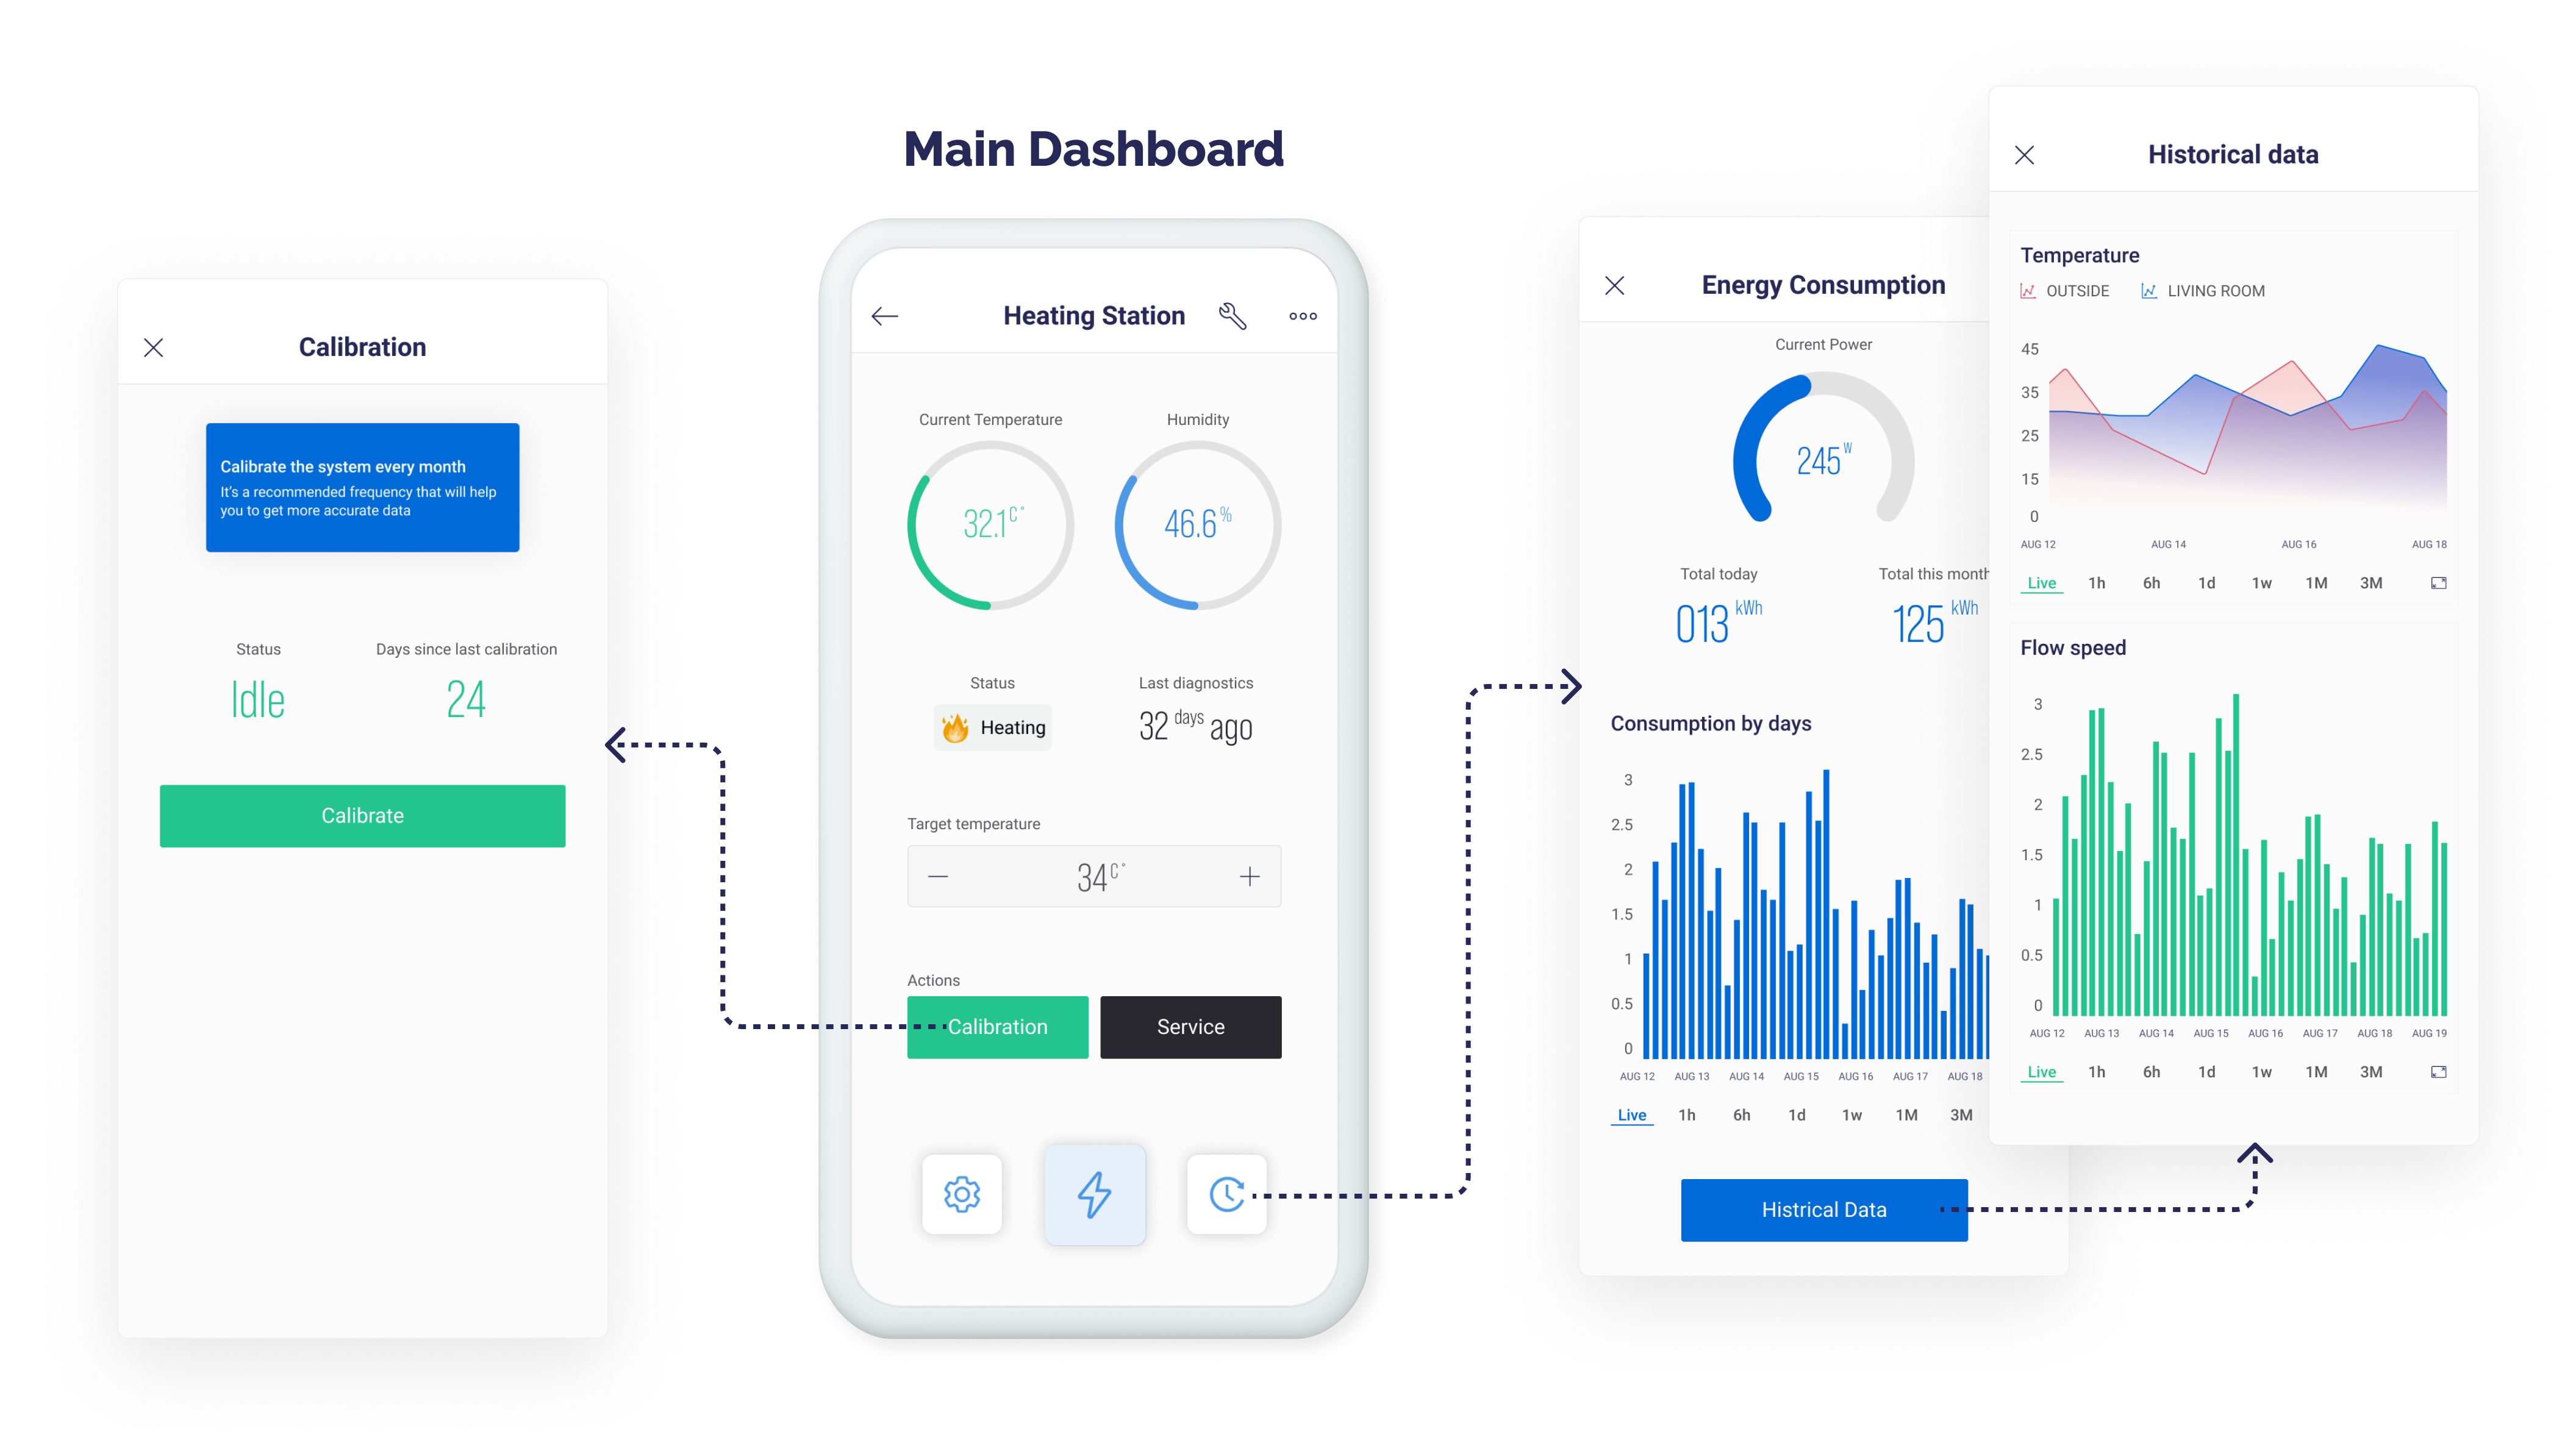 Main Dashboard
Calibration
Calibrate the system every month
It's a recommended frequency that will help
you to get more accurate data
Status
Days since last calibration
Idle
24
Calibrate
Heating Station
Current Temperature
Humidity
32.1 C°
46.6 %
Status
Last diagnostics
Heating
32 days ago
Target temperature
34 C°
Actions
Calibration
Service
Energy Consumption
Current Power
245 W
Total today
Total this month
013 kWh
125 kWh
Consumption by days
3
2.5
2
1.5
1
0.5
0
AUG 12 AUG 13 AUG 14 AUG 15 AUG 16 AUG 17 AUG 18
Live 1h 6h 1d 1w 1M 3M
Histrical Data
Historical data
Temperature
OUTSIDE LIVING ROOM
45
35
25
15
0
AUG 12 AUG 14 AUG 16 AUG 18
Live 1h 6h 1d 1w 1M 3M
Flow speed
3
2.5
2
1.5
1
0.5
0
AUG 12 AUG 13 AUG 14 AUG 15 AUG 16 AUG 17 AUG 18 AUG 19
Live 1h 6h 1d 1w 1M 3M